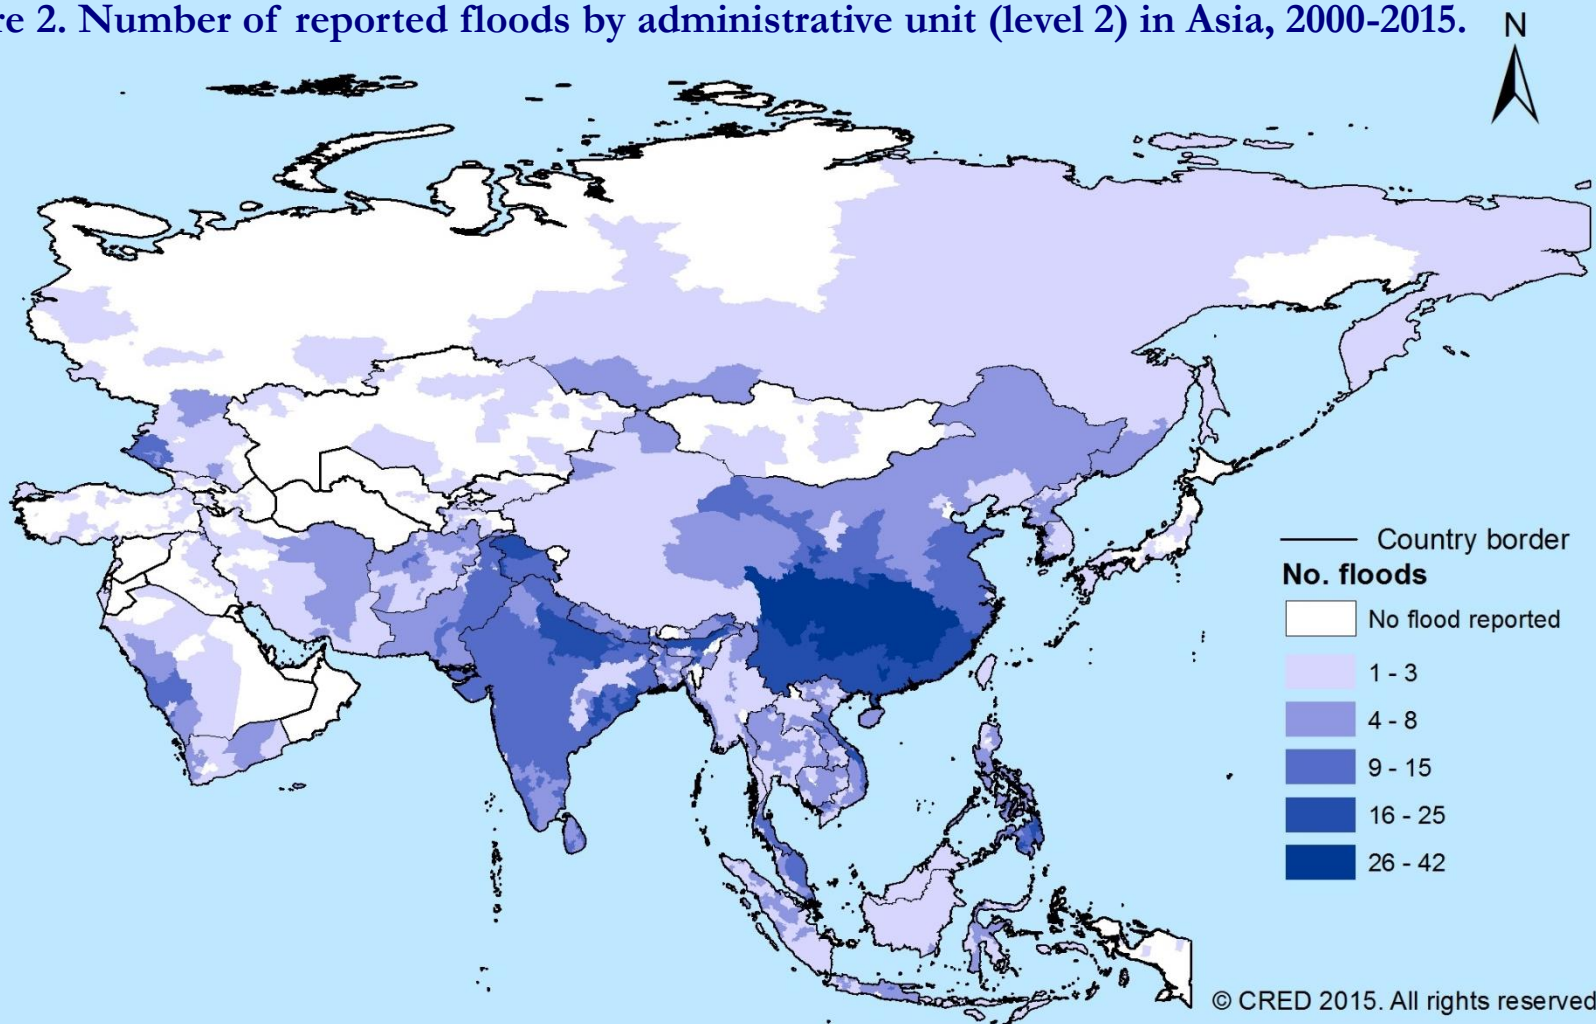 re 2. Number of reported floods by administrative unit (level 2) in Asia, 2000-2015.
N
Country border
No. floods
No flood reported
1 - 3
4 - 8
9 - 15
16 - 25
26 - 42
© CRED 2015. All rights reserved